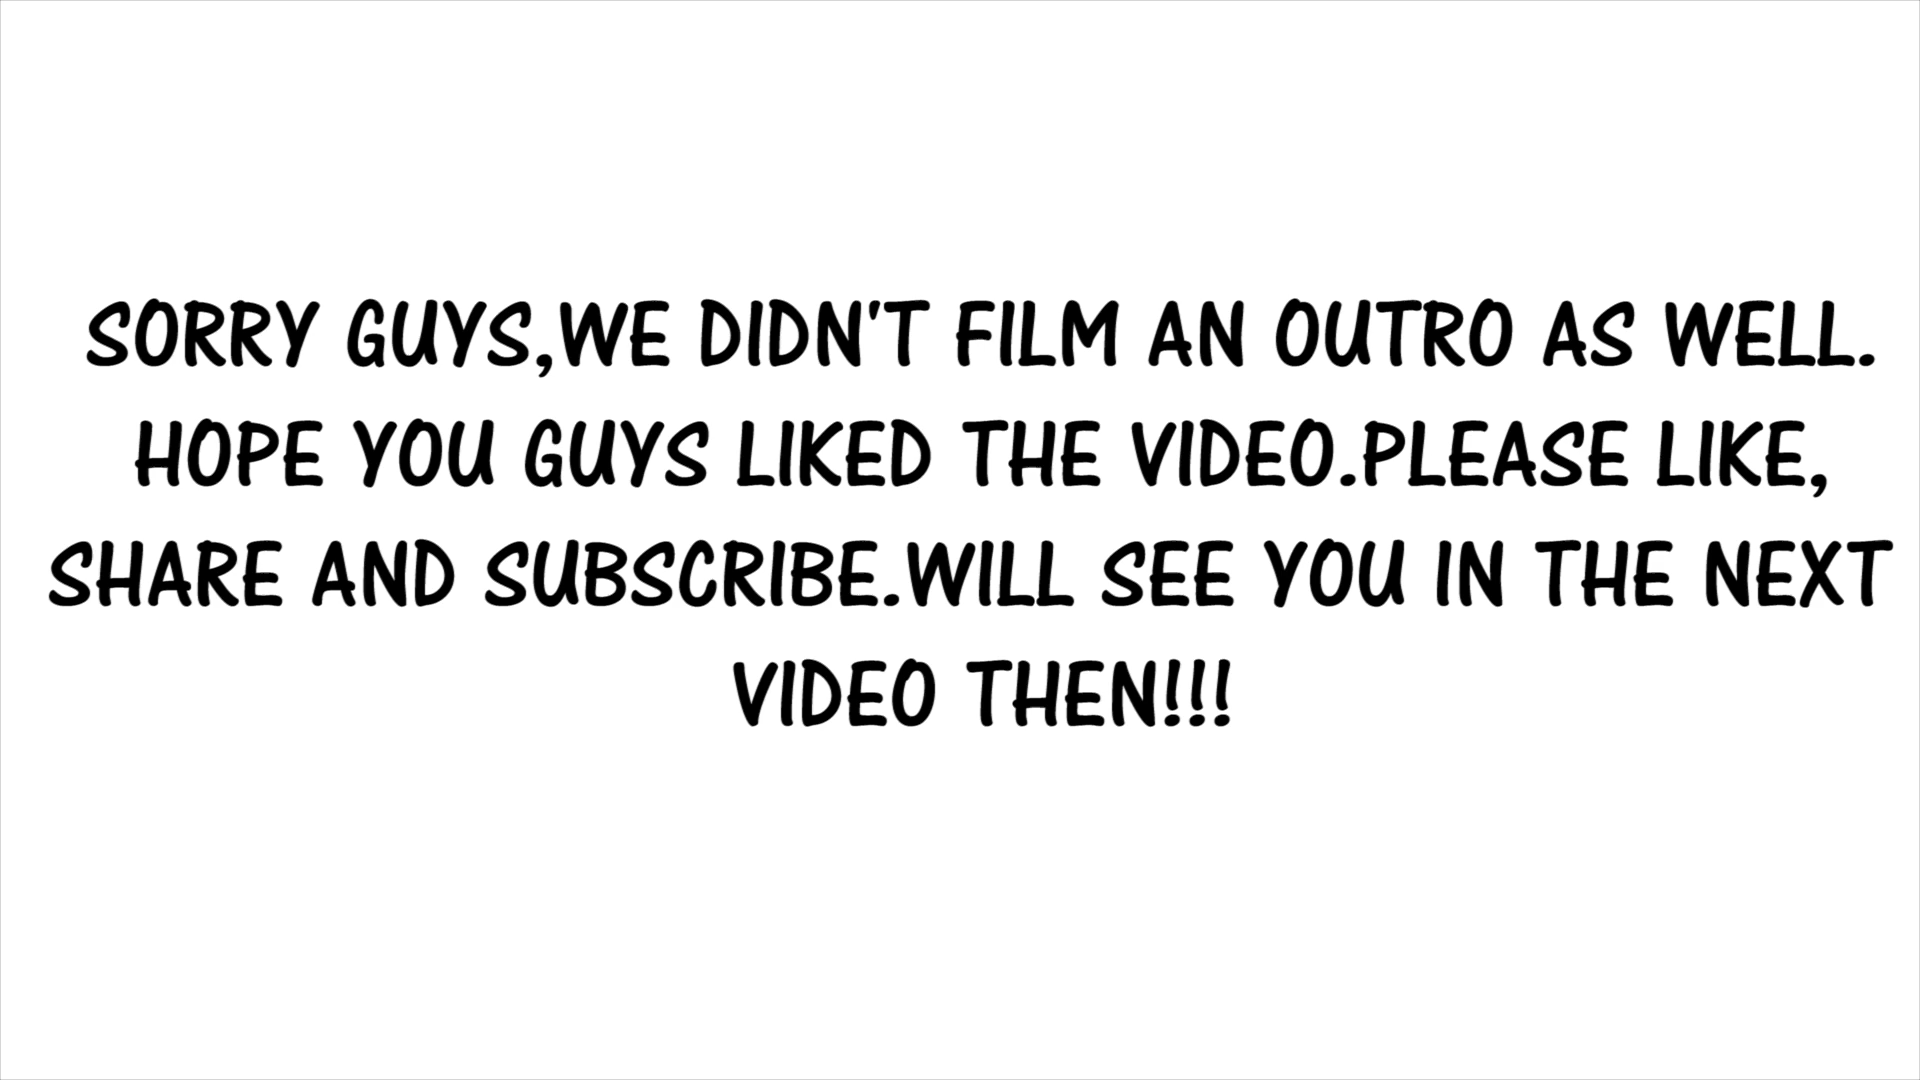 SORRY GUYS,WE DIDN'T FILM AN OUTRO AS WELL.
HOPE YOU GUYS LIKED THE VIDEO.PLEASE LIKE,
SHARE AND SUBSCRIBE.WILL SEE YOU IN THE NEXT
VIDEO THEN!!!